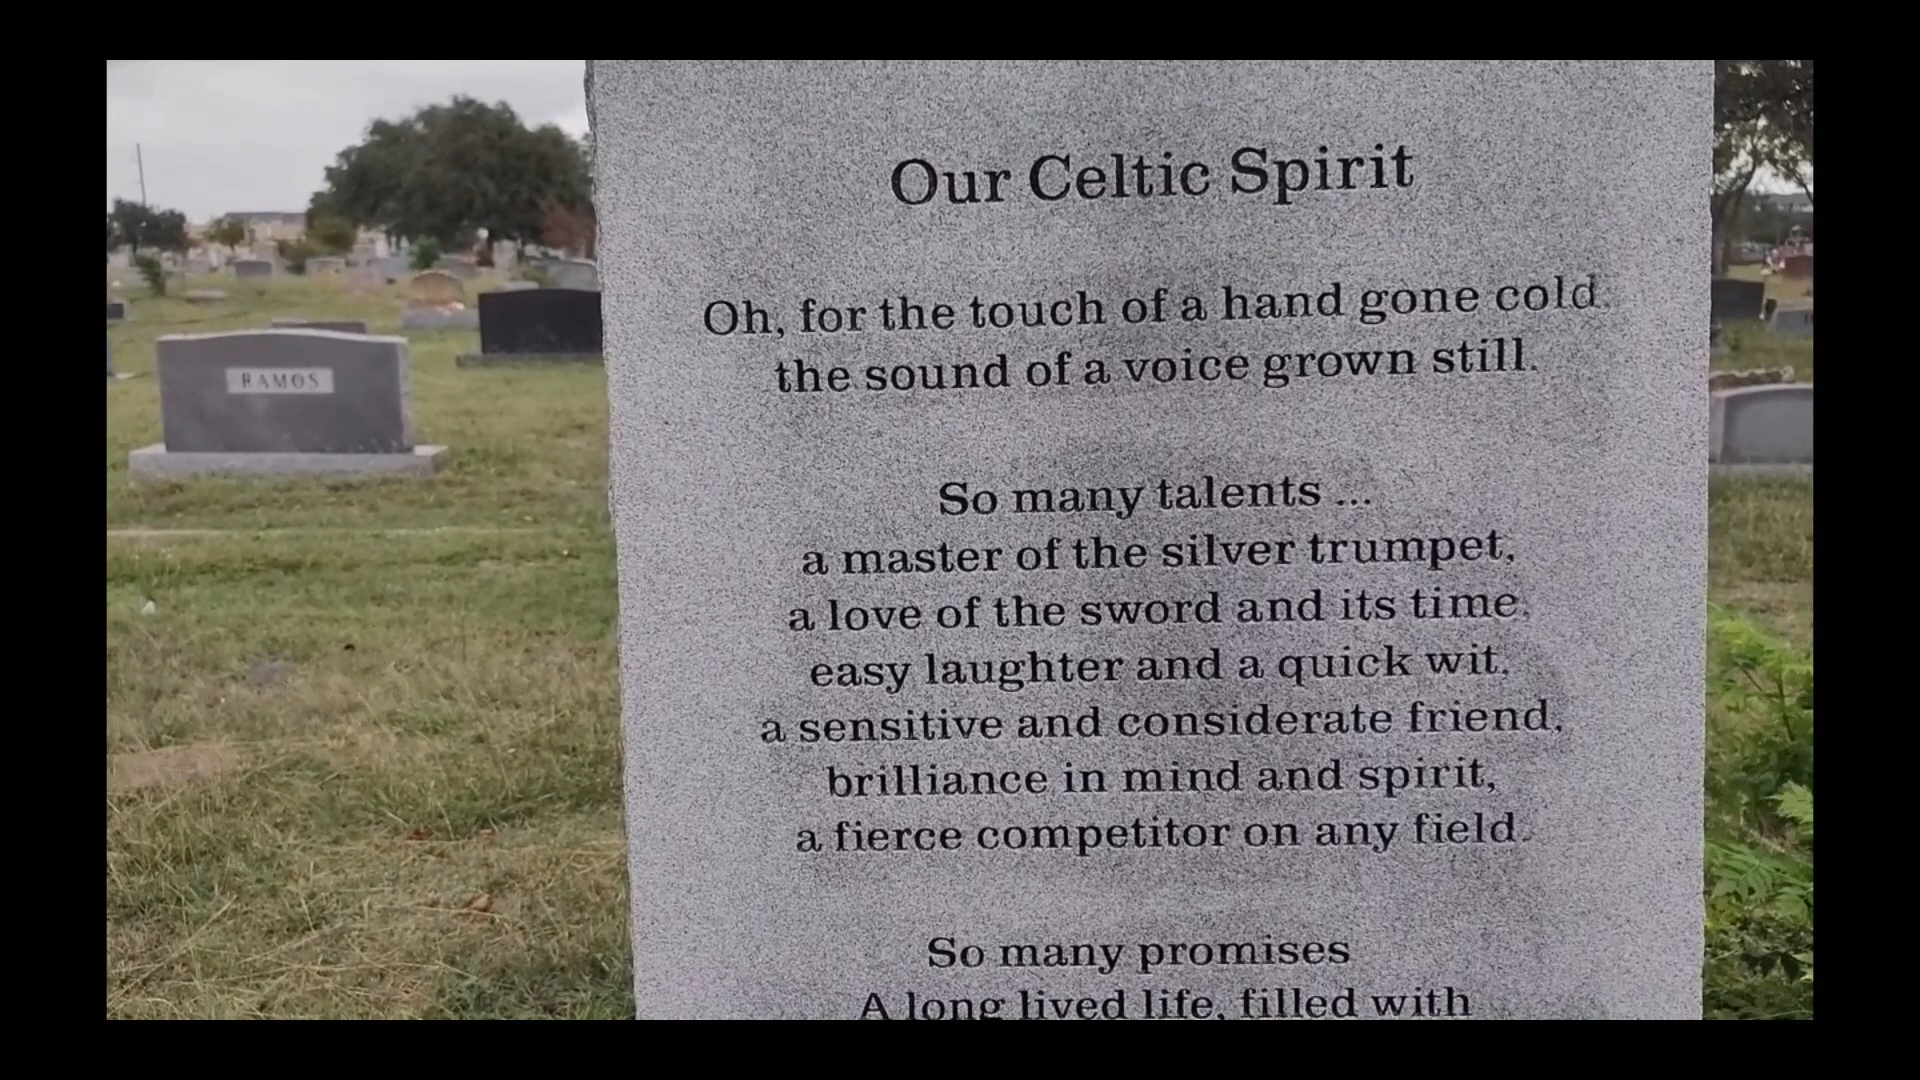 Our Celtic Spirit
Oh, for the touch of a hand gone cold.
the sound of a voice grown still.
So many talents ...
a master of the silver trumpet,
a love of the sword and its time,
easy laughter and a quick wit,
a sensitive and considerate friend,
brilliance in mind and spirit,
a fierce competitor on any field.
So many promises
A long lived life, filled with
RAMOS